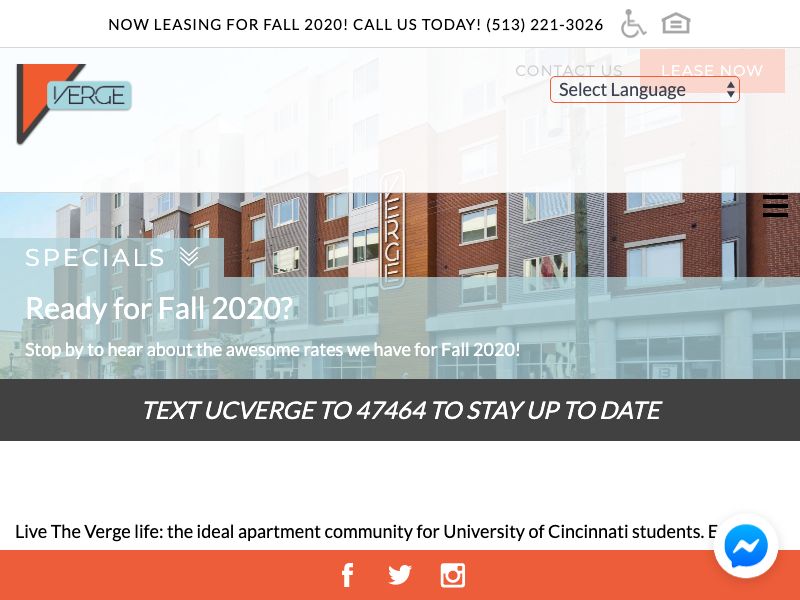 NOW LEASING FOR FALL 2020! CALL US TODAY! (513) 221-3026
CONTACT US
LEASE NOW
VERGE
Select Language
VERGE
SPECIALS
Ready for Fall 2020?
Stop by to hear about the awesome rates we have for Fall 2020!
TEXT UCVERGE TO 47464 TO STAY UP TO DATE
Live The Verge life: the ideal apartment community for University of Cincinnati students. E